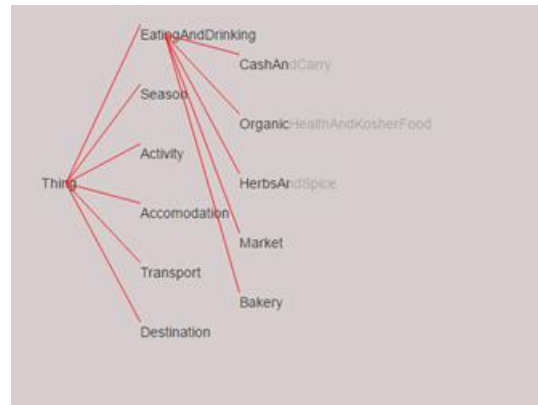 EatingAndDrinking
CashAndCarry
Season
OrganicHealthAndKosherFood
Activity
Thing
HerbsAndSpice
Accomodation
Market
Transport
Bakery
Destination